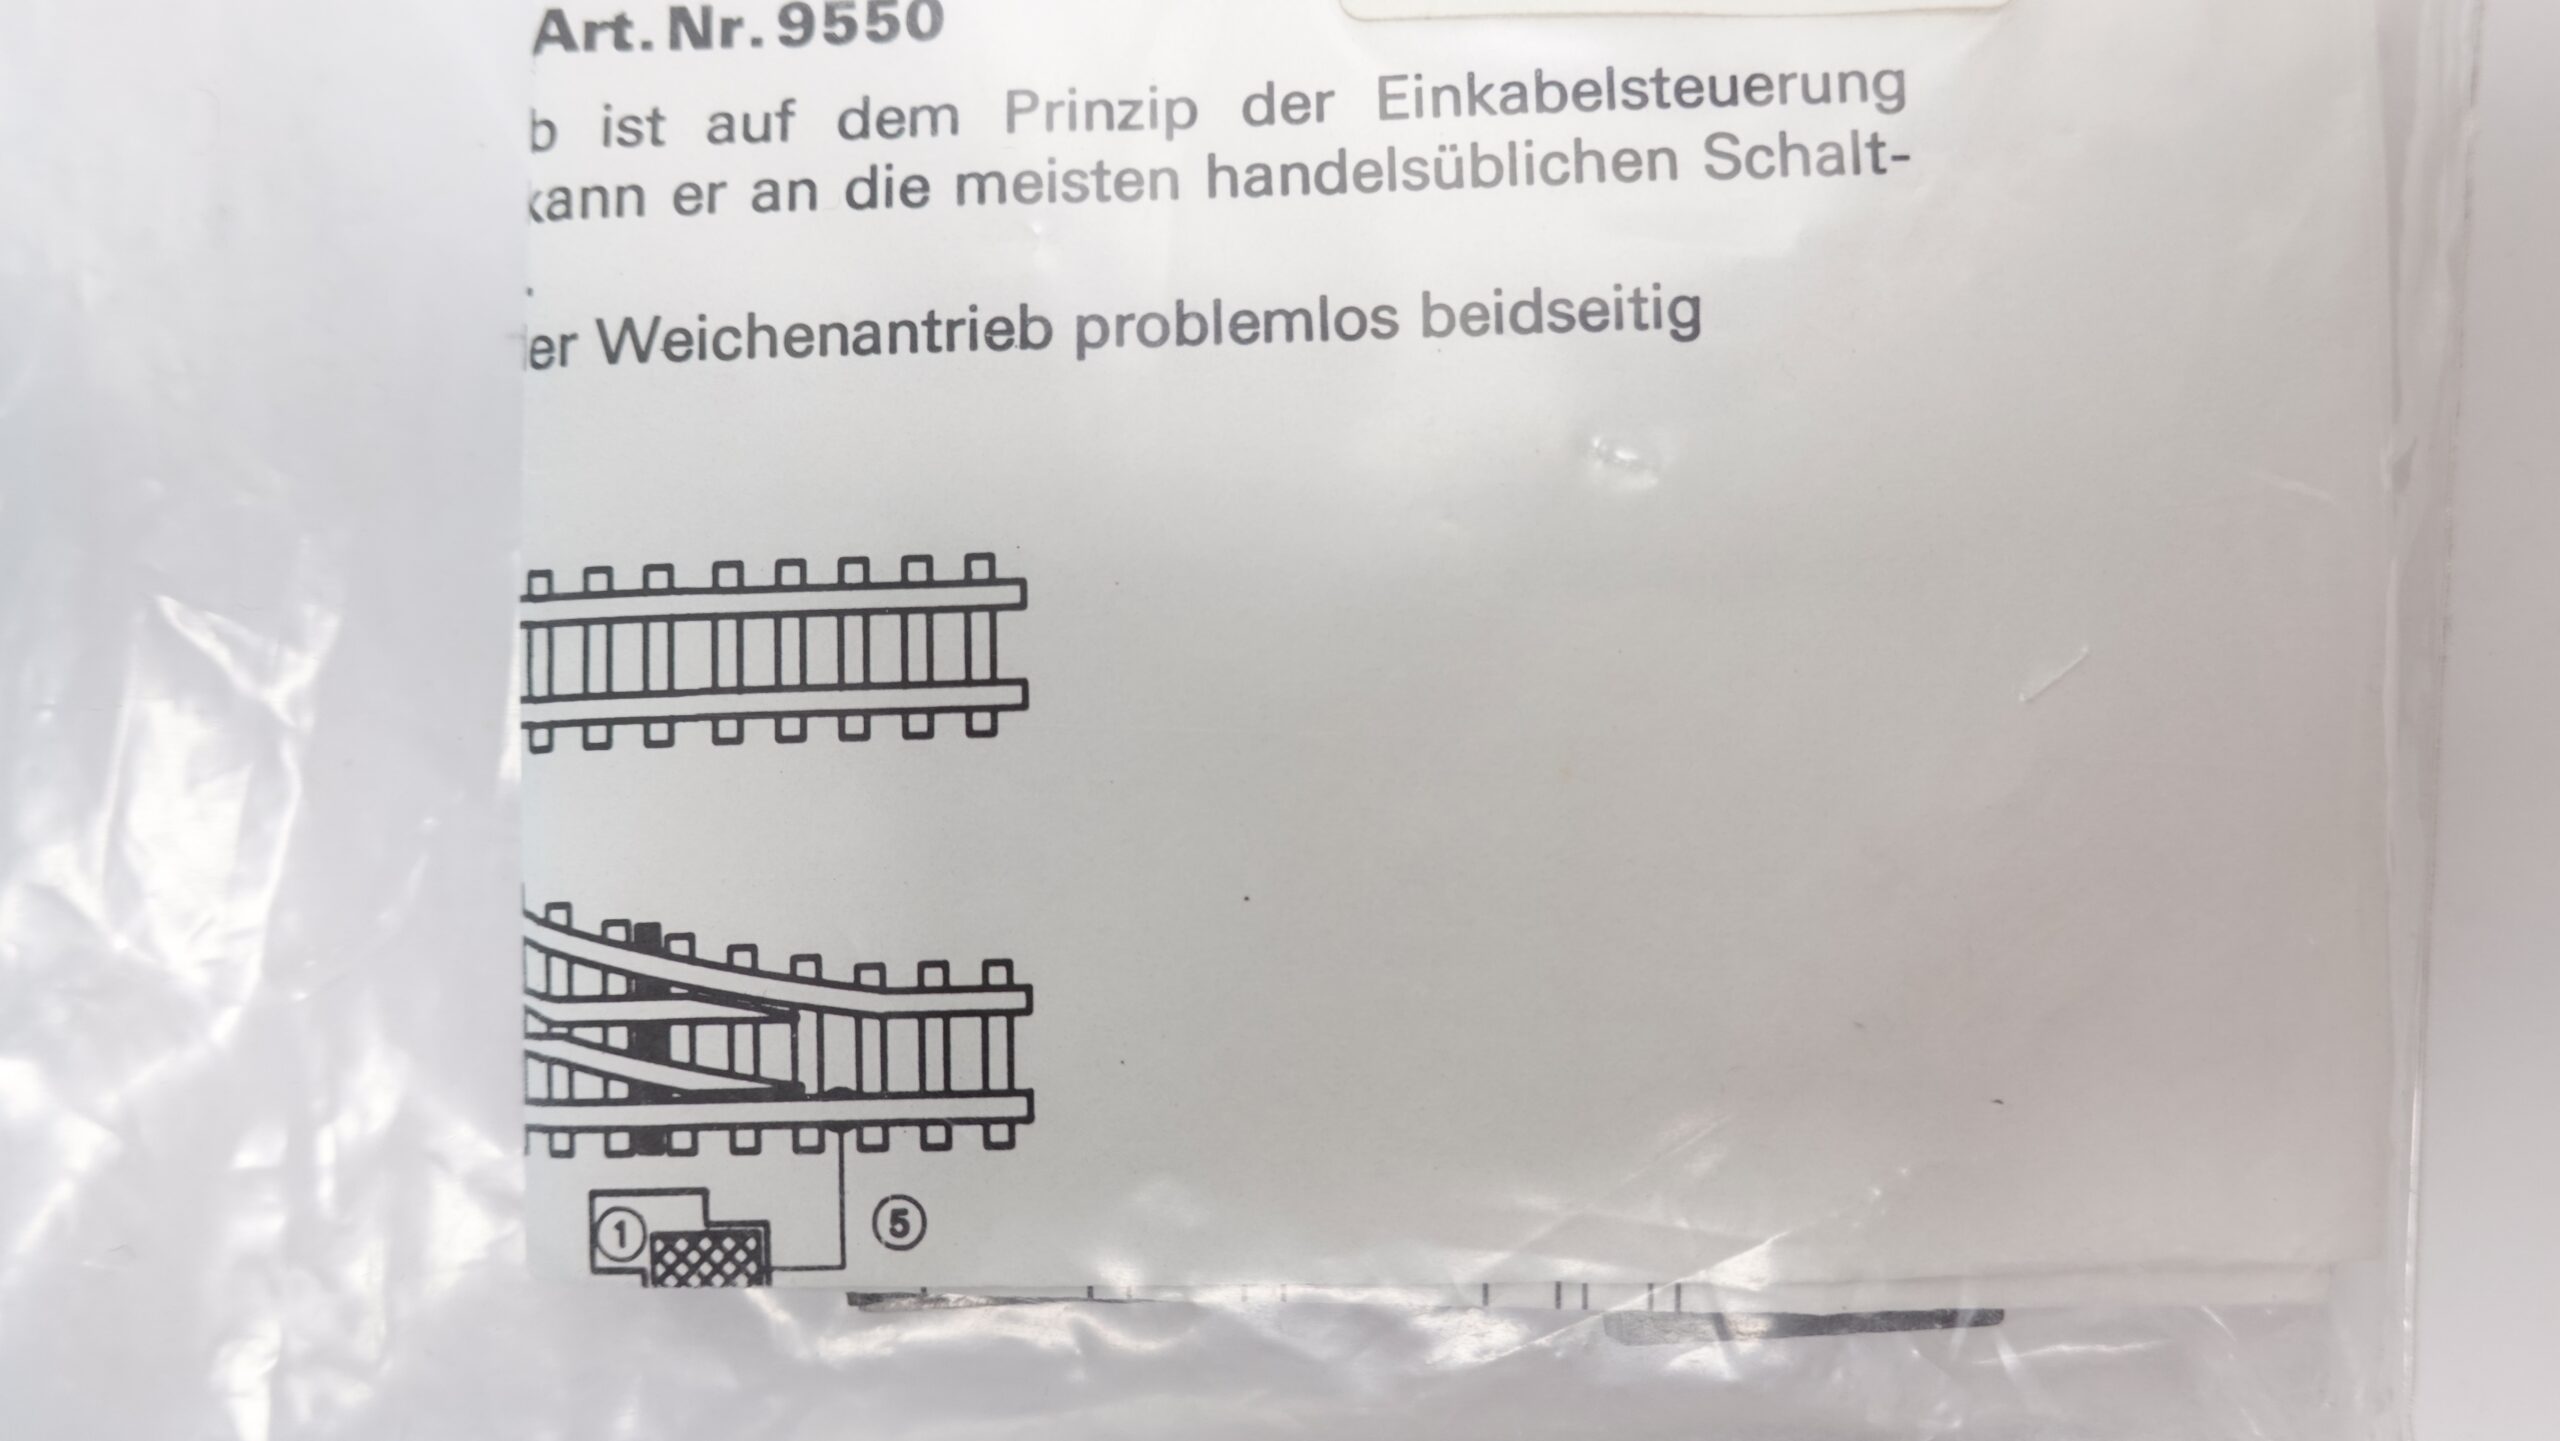 Art. Nr. 9550
b ist auf dem Prinzip der Einkabelsteuerung
kann er an die meisten handelsüblichen Schalt-
er Weichenantrieb problemlos beidseitig
1
5